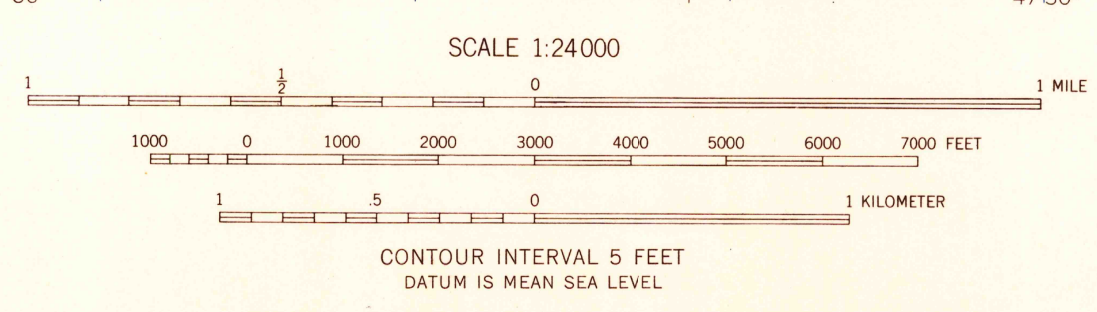 SCALE 1:24000
1 1/2 0 1 MILE
1000 0 1000 2000 3000 4000 5000 6000 7000 FEET
1 .5 0 1 KILOMETER
CONTOUR INTERVAL 5 FEET
DATUM IS MEAN SEA LEVEL